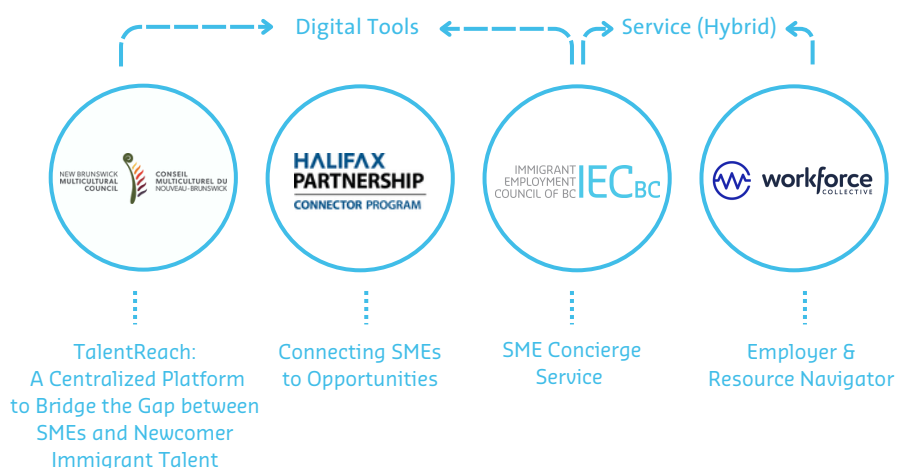 Digital Tools
Service (Hybrid)
NEW BRUNSWICK
MULTICULTURAL
COUNCIL
CONSEIL
MULTICULTUREL DU
NOUVEAU-BRUNSWICK
HALIFAX
PARTNERSHIP
CONNECTOR PROGRAM
IMMIGRANT
EMPLOYMENT
COUNCIL OF BC
IECBC
workforce
COLLECTIVE
TalentReach:
A Centralized Platform
to Bridge the Gap between
SMEs and Newcomer
Immigrant Talent
Connecting SMEs
to Opportunities
SME Concierge
Service
Employer &
Resource Navigator